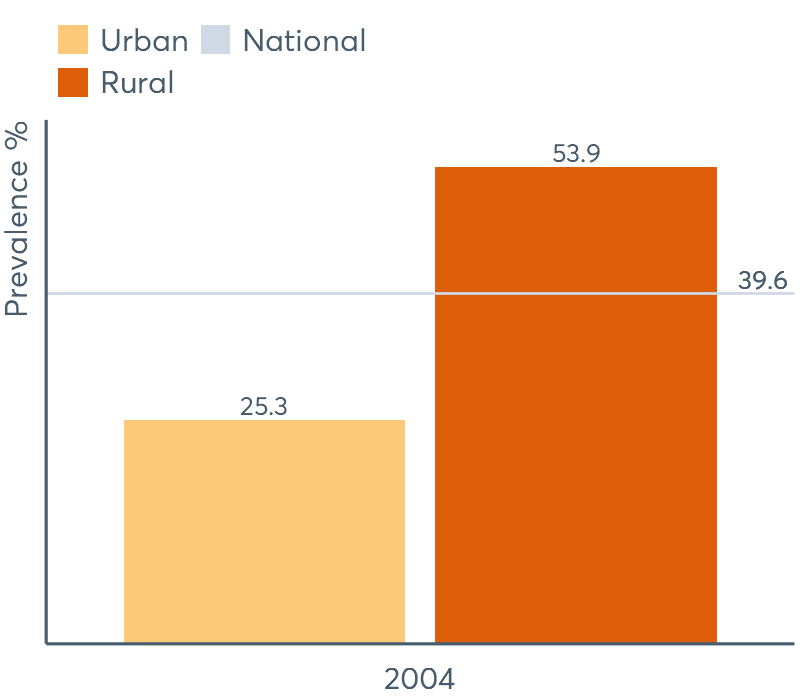 Urban National
Rural
Prevalence %
53.9
39.6
25.3
2004